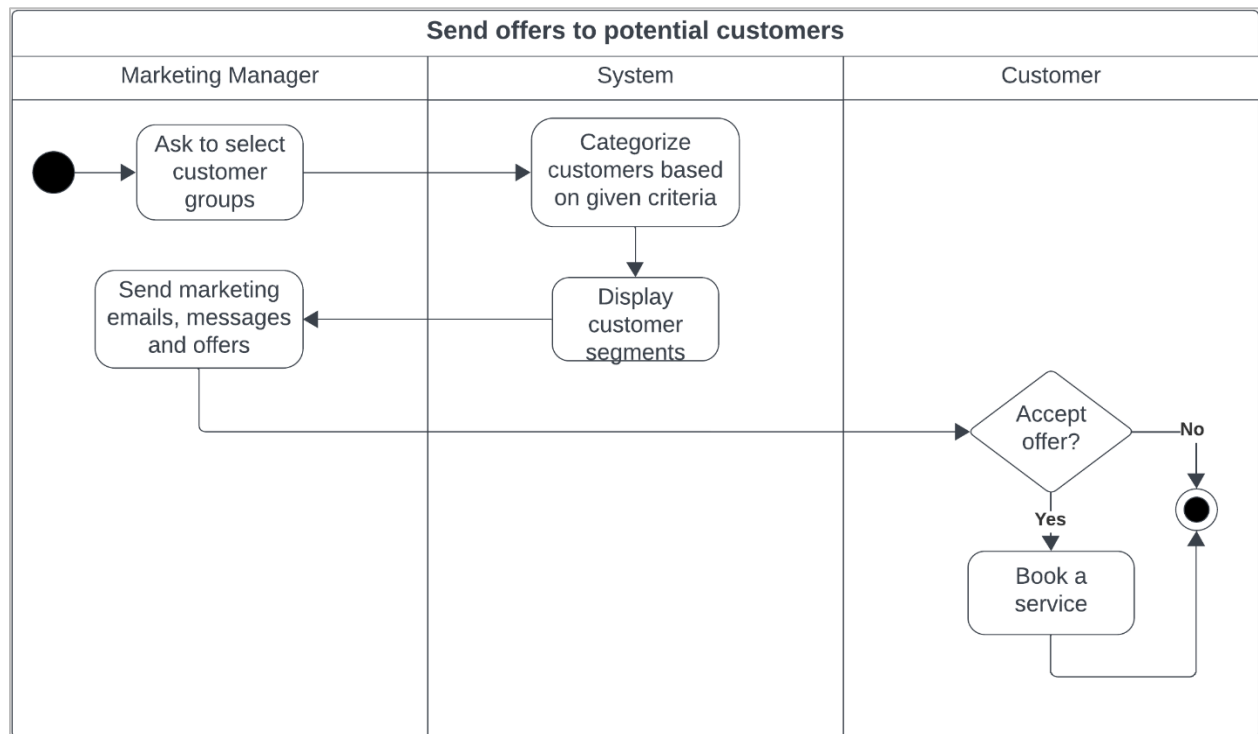 Send offers to potential customers
Marketing Manager
System
Customer
Ask to select
customer
groups
Categorize
customers based
on given criteria
Send marketing
emails, messages
and offers
Display
customer
segments
Accept
offer?
No
Yes
Book a
service